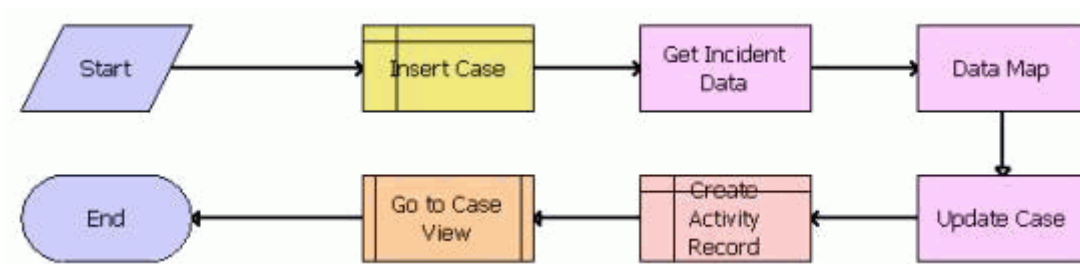 Start
Insert Case
Get Incident
Data
Data Map
End
Go to Case
View
Create
Activity
Record
Update Case